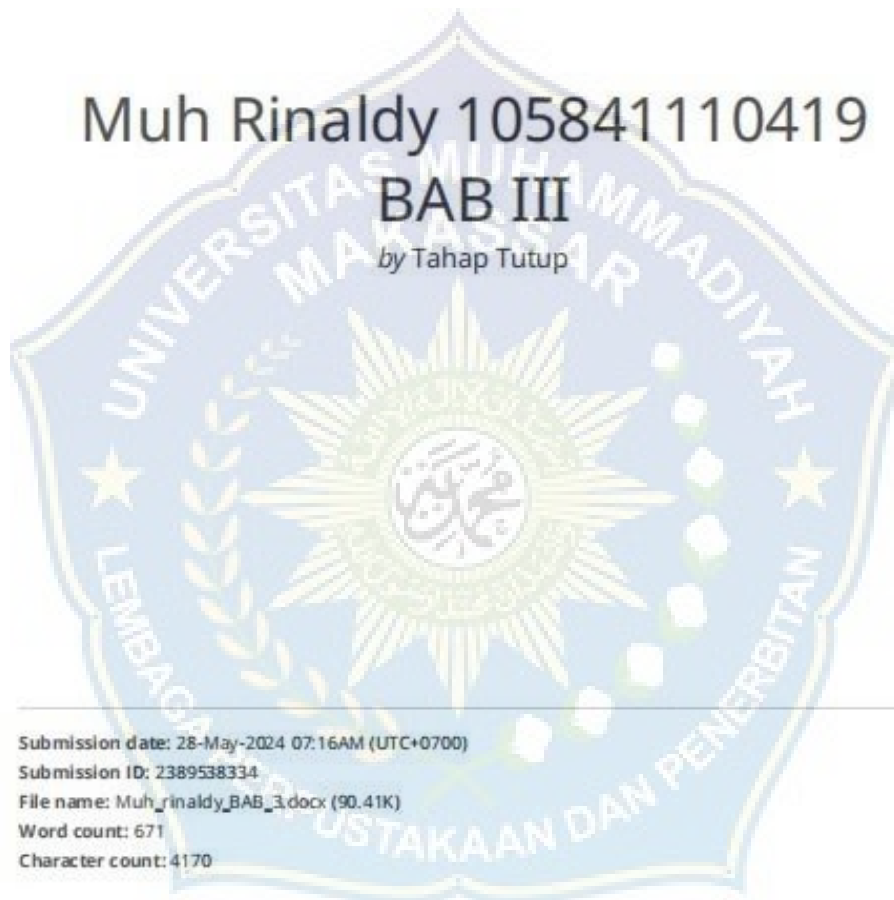 Muh Rinaldy 105841110419
BAB III
by Tahap Tutup
UNIVERSITAS MUHAMMADIYAH
MAKASSAR
LEMBAGA PERPUSTAKAAN DAN PENERBITAN
Submission date: 28-May-2024 07:16AM (UTC+0700)
Submission ID: 2389538334
File name: Muh_rinaldy_BAB_3.docx (90.41K)
Word count: 671
Character count: 4170